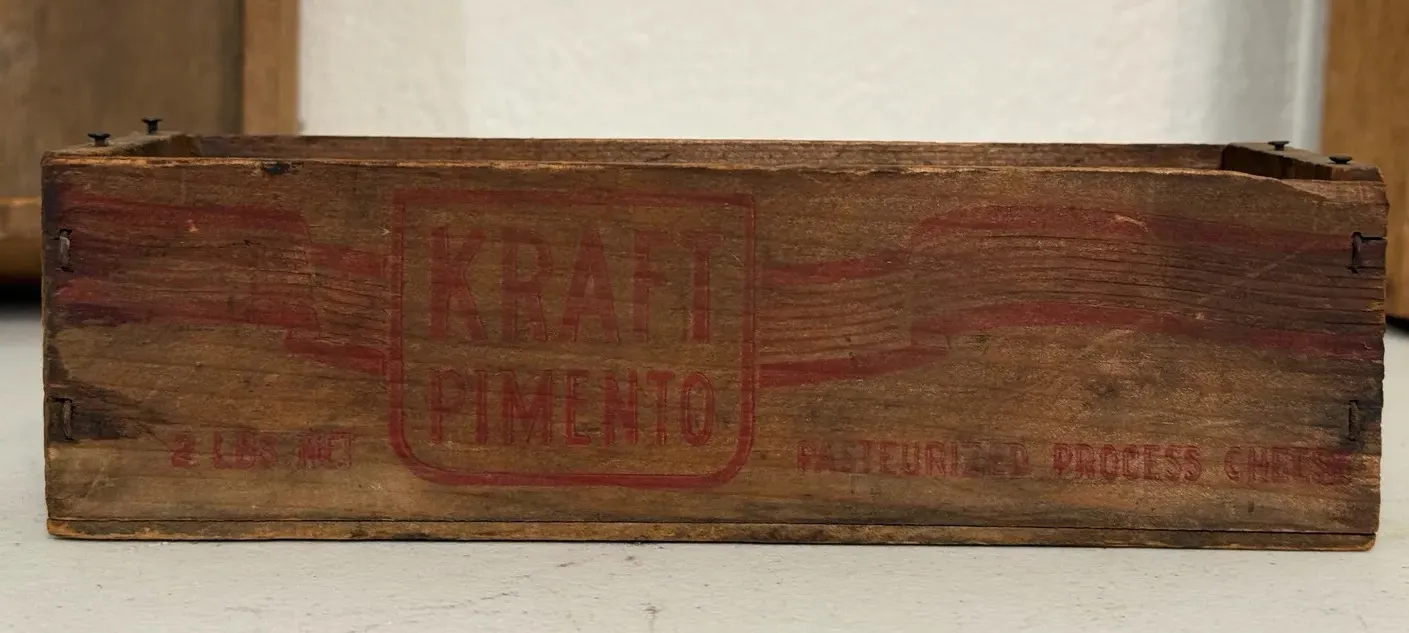 KRAFT
PIMENTO
2 LBS NET
PASTEURIZED PROCESS CHEESE